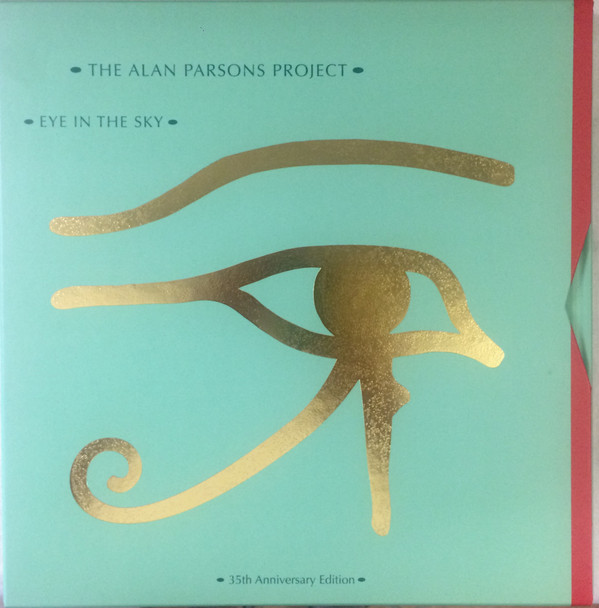 • THE ALAN PARSONS PROJECT •
• EYE IN THE SKY •
• 35th Anniversary Edition •